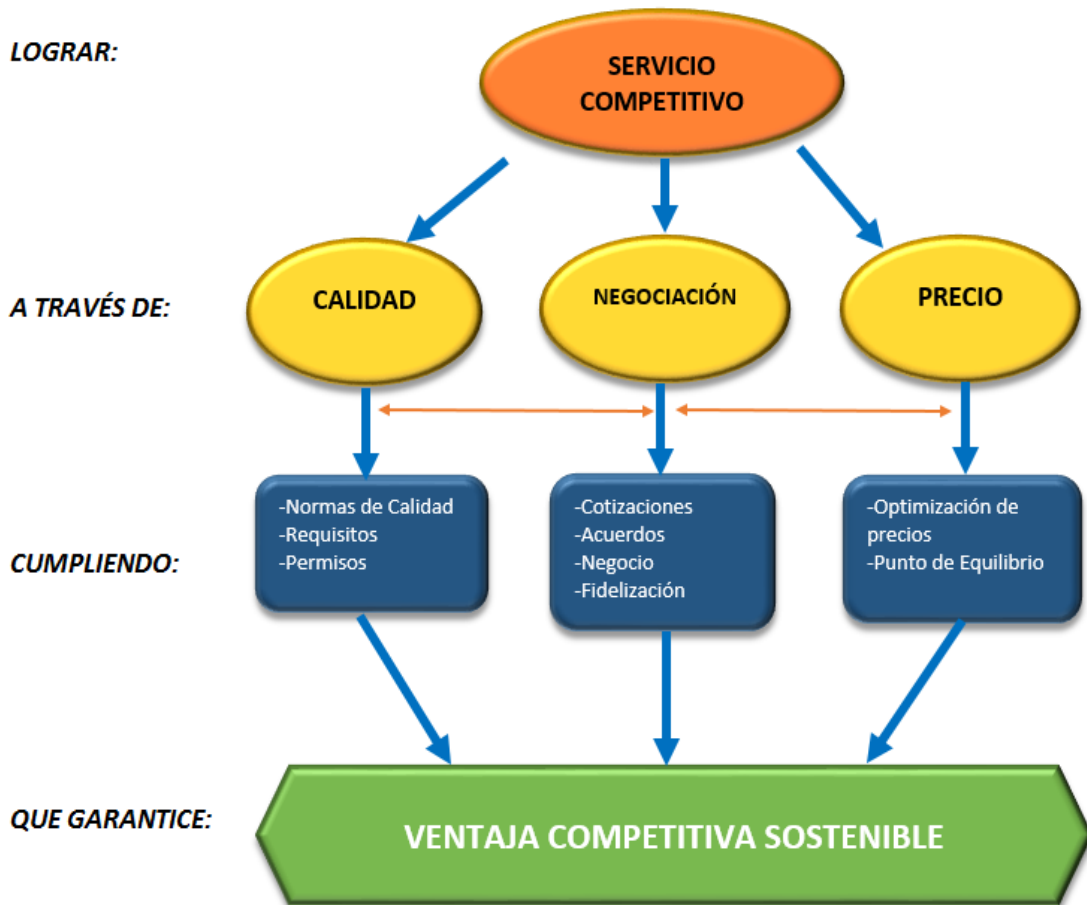 LOGRAR:
SERVICIO
COMPETITIVO
A TRAVÉS DE:
CALIDAD
NEGOCIACIÓN
PRECIO
CUMPLIENDO:
-Normas de Calidad
-Requisitos
-Permisos
-Cotizaciones
-Acuerdos
-Negocio
-Fidelización
-Optimización de
precios
-Punto de Equilibrio
QUE GARANTICE:
VENTAJA COMPETITIVA SOSTENIBLE